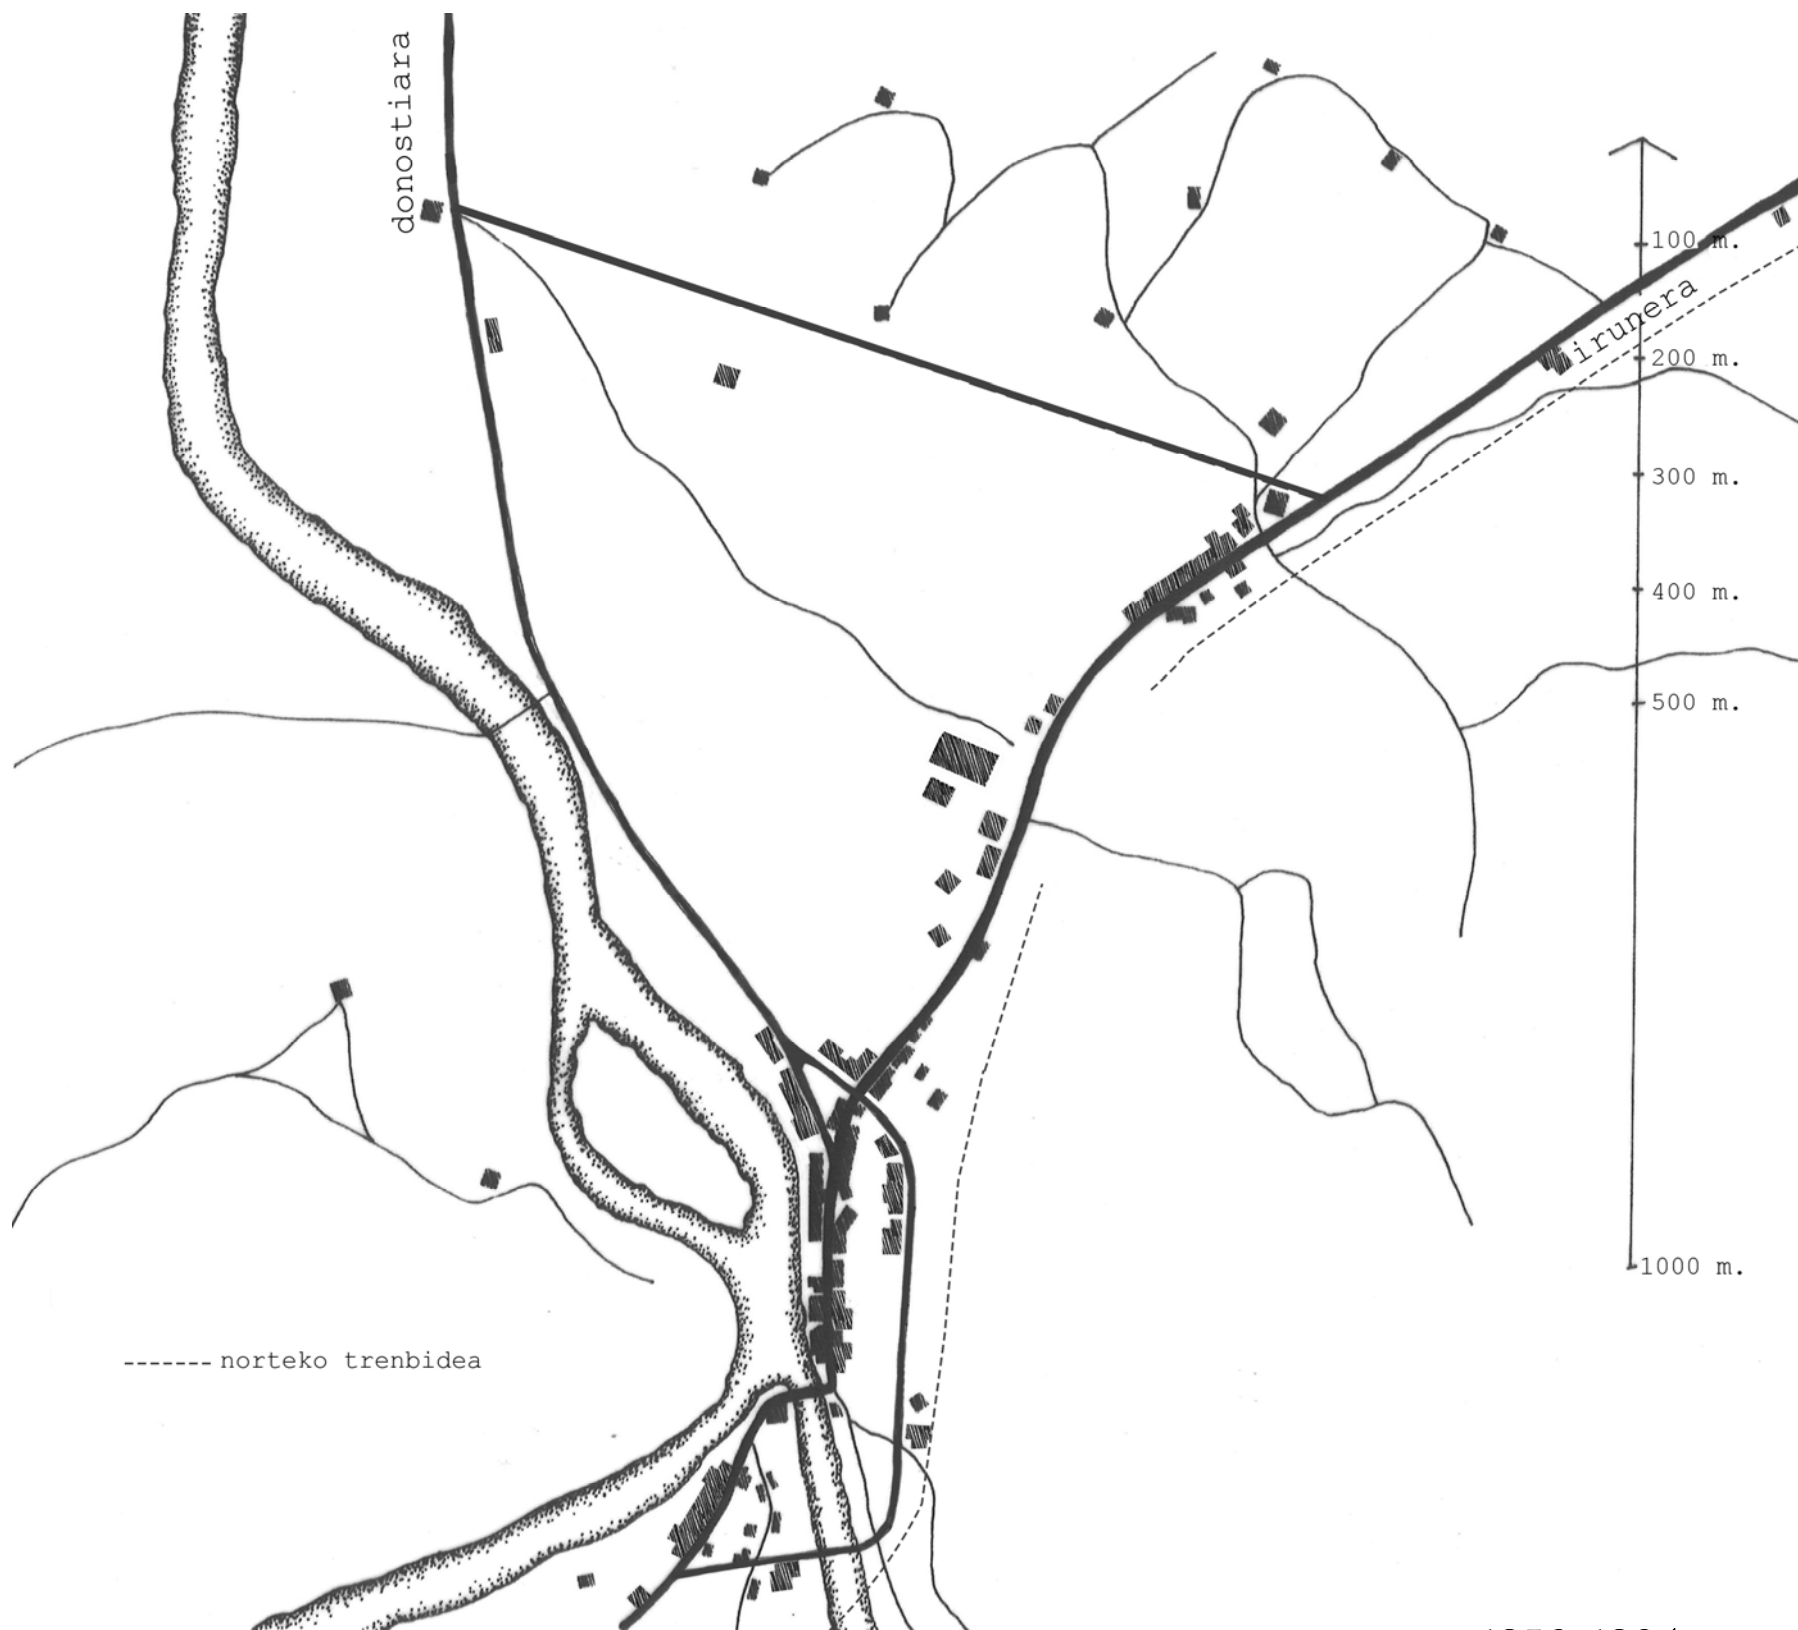 donostiara
100 m.
irunera
200 m.
300 m.
400 m.
500 m.
1000 m.
norteko trenbidea